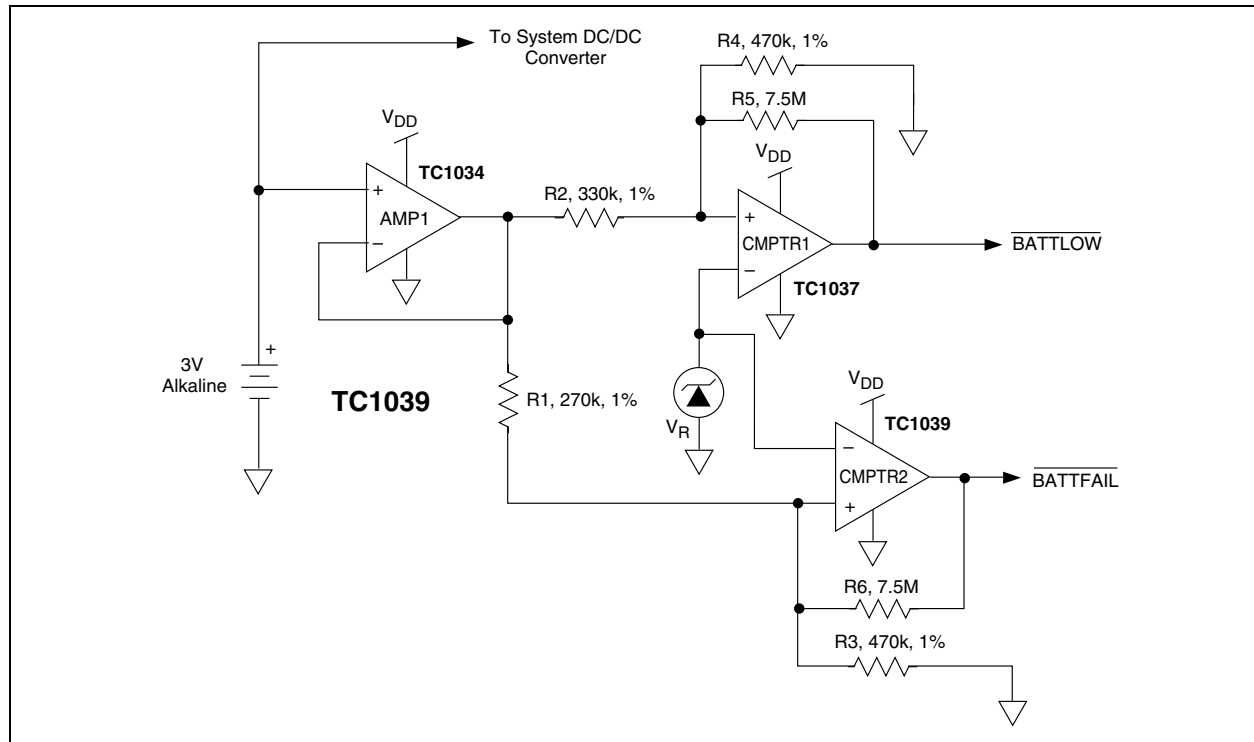 To System DC/DC
Converter
R4, 470k, 1%
R5, 7.5M
VDD
TC1034
+
AMP1
–
R2, 330k, 1%
VDD
+
CMPTR1
–
TC1037
BATTLOW
3V
Alkaline
+
TC1039
R1, 270k, 1%
VR
VDD
TC1039
–
CMPTR2
+
BATTFAIL
R6, 7.5M
R3, 470k, 1%